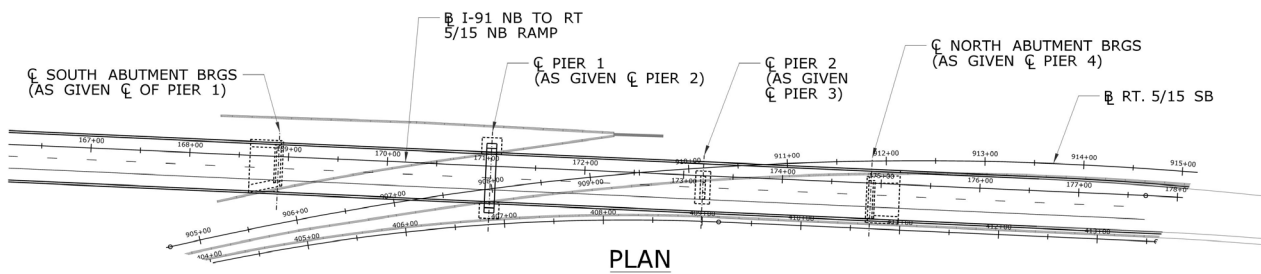 ℄ I-91 NB TO RT
5/15 NB RAMP
℄ SOUTH ABUTMENT BRGS
(AS GIVEN ℄ OF PIER 1)
℄ PIER 1
(AS GIVEN ℄ PIER 2)
℄ PIER 2
(AS GIVEN
℄ PIER 3)
℄ NORTH ABUTMENT BRGS
(AS GIVEN ℄ PIER 4)
RT. 5/15 SB
167+00
170+00
171+00
172+00
174+00
176+00
177+00
905+00
906+00
907+00
909+00
911+00
912+00
913+00
914+00
915+00
405+00
406+00
408+00
412+00
413+00
PLAN